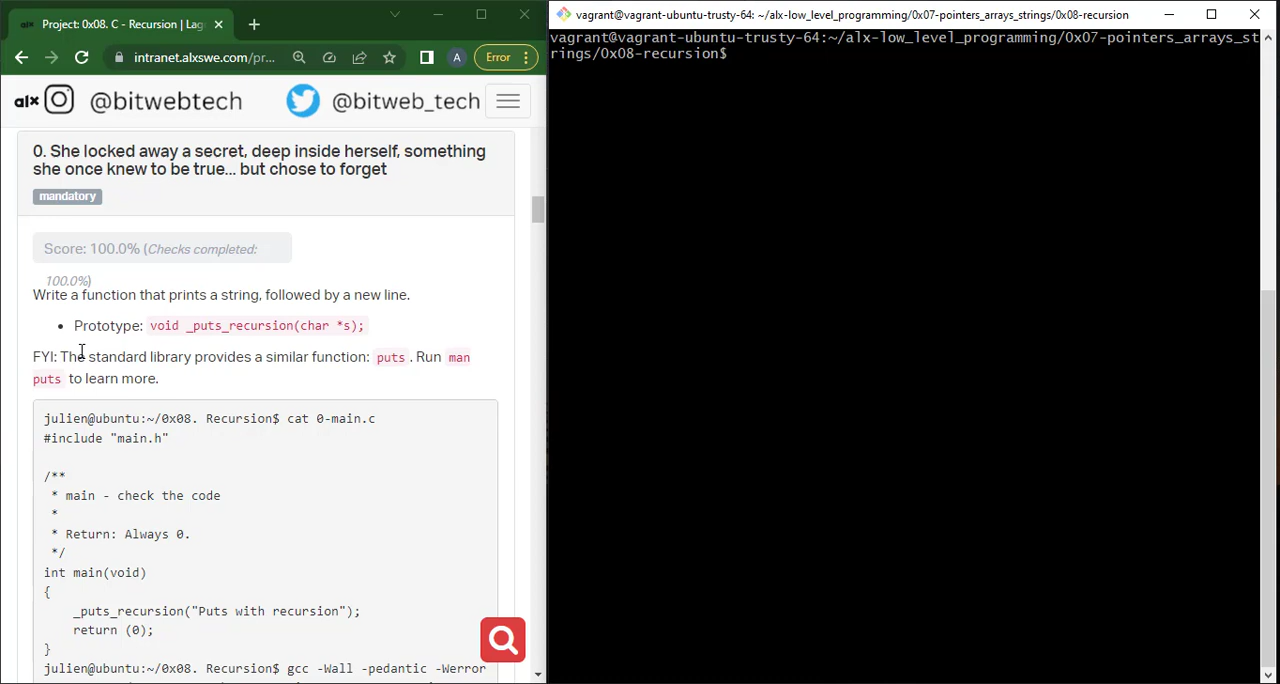 Project: 0x08. C - Recursion | Lag
intranet.alxswe.com/pr...
A
Error
alx @bitwebtech @bitweb_tech
0. She locked away a secret, deep inside herself, something
she once knew to be true... but chose to forget
mandatory
Score: 100.0% (Checks completed:
100.0%)
Write a function that prints a string, followed by a new line.
• Prototype: void _puts_recursion(char *s);
FYI: The standard library provides a similar function: puts . Run man
puts to learn more.
julien@ubuntu:~/0x08. Recursion$ cat 0-main.c
#include "main.h"
/**
* main - check the code
*
* Return: Always 0.
*/
int main(void)
{
_puts_recursion("Puts with recursion");
return (0);
}
julien@ubuntu:~/0x08. Recursion$ gcc -Wall -pedantic -Werror
vagrant@vagrant-ubuntu-trusty-64: ~/alx-low_level_programming/0x07-pointers_arrays_strings/0x08-recursion
vagrant@vagrant-ubuntu-trusty-64:~/alx-low_level_programming/0x07-pointers_arrays_st
rings/0x08-recursion$